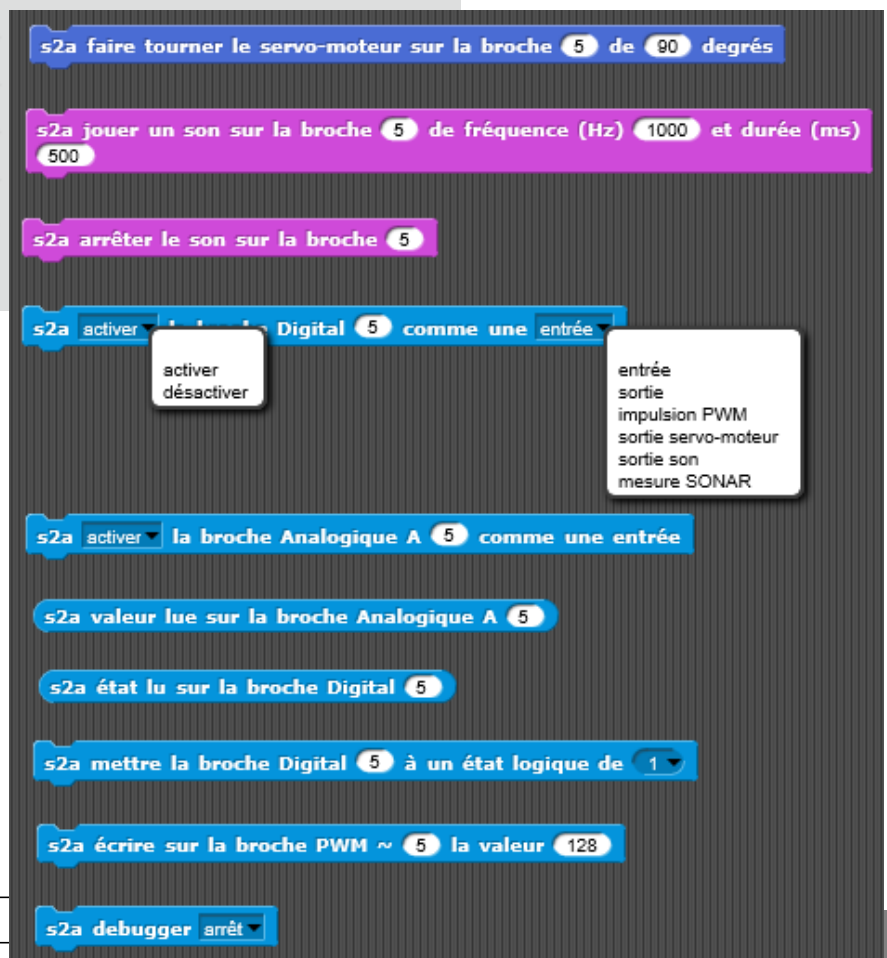 s2a faire tourner le servo-moteur sur la broche 5 de 90 degrés
s2a jouer un son sur la broche 5 de fréquence (Hz) 1000 et durée (ms)
500
s2a arrêter le son sur la broche 5
s2a activer Digital 5 comme une entrée
activer
désactiver
entrée
sortie
impulsion PWM
sortie servo-moteur
sortie son
mesure SONAR
s2a activer la broche Analogique A 5 comme une entrée
s2a valeur lue sur la broche Analogique A 5
s2a état lu sur la broche Digital 5
s2a mettre la broche Digital 5 à un état logique de 1
s2a écrire sur la broche PWM ~ 5 la valeur 128
s2a debugger arrêt